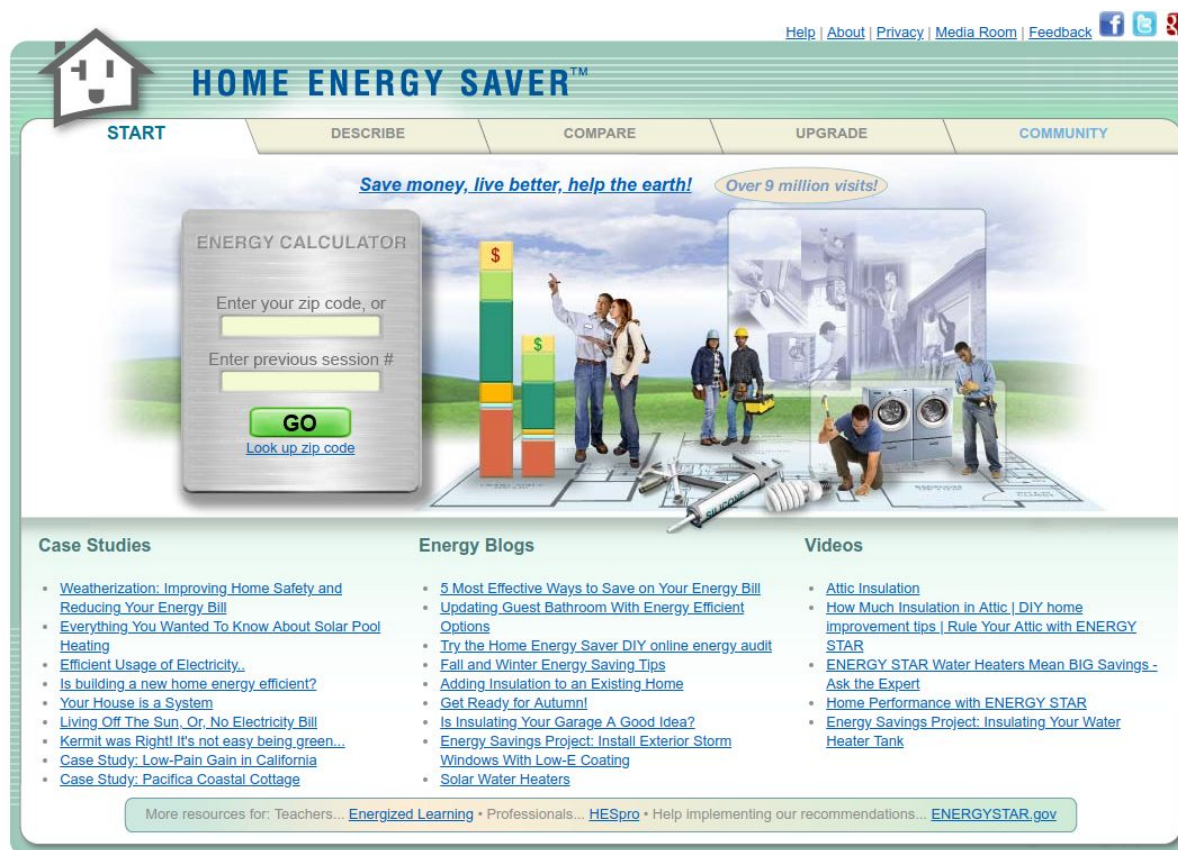 Help | About | Privacy | Media Room | Feedback
HOME ENERGY SAVER™
START
DESCRIBE
COMPARE
UPGRADE
COMMUNITY
Save money, live better, help the earth!
Over 9 million visits!
ENERGY CALCULATOR
Enter your zip code, or
Enter previous session #
GO
Look up zip code
$
$
SILICONE
Case Studies
Weatherization: Improving Home Safety and
Reducing Your Energy Bill
Everything You Wanted To Know About Solar Pool
Heating
Efficient Usage of Electricity..
Is building a new home energy efficient?
Your House is a System
Living Off The Sun, Or, No Electricity Bill
Kermit was Right! It's not easy being green...
Case Study: Low-Pain Gain in California
Case Study: Pacifica Coastal Cottage
Energy Blogs
5 Most Effective Ways to Save on Your Energy Bill
Updating Guest Bathroom With Energy Efficient
Options
Try the Home Energy Saver DIY online energy audit
Fall and Winter Energy Saving Tips
Adding Insulation to an Existing Home
Get Ready for Autumn!
Is Insulating Your Garage A Good Idea?
Energy Savings Project: Install Exterior Storm
Windows With Low-E Coating
Solar Water Heaters
Videos
Attic Insulation
How Much Insulation in Attic | DIY home
improvement tips | Rule Your Attic with ENERGY
STAR
ENERGY STAR Water Heaters Mean BIG Savings -
Ask the Expert
Home Performance with ENERGY STAR
Energy Savings Project: Insulating Your Water
Heater Tank
More resources for: Teachers... Energized Learning • Professionals... HESpro • Help implementing our recommendations... ENERGYSTAR.gov